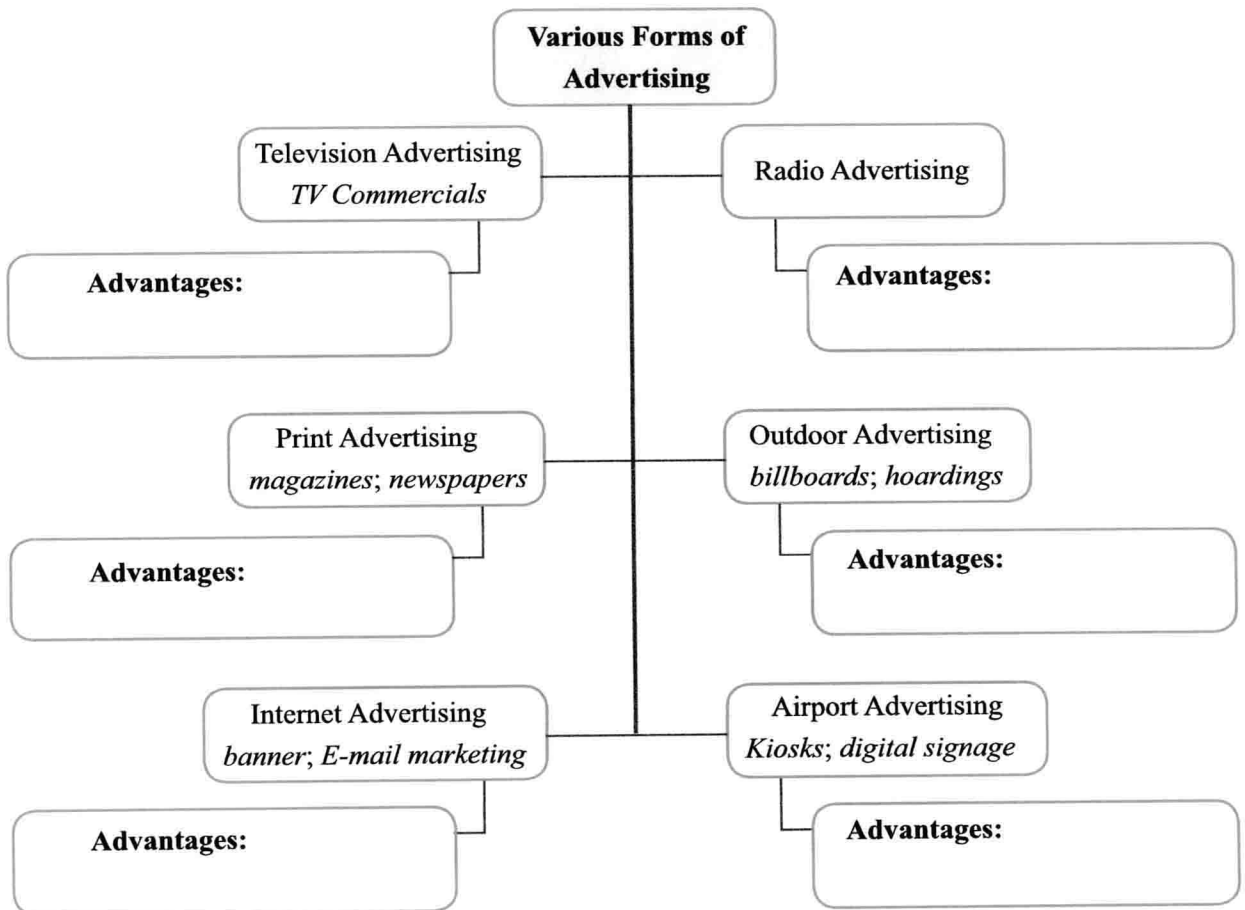 Various Forms of
Advertising
Television Advertising
TV Commercials
Radio Advertising
Advantages:
Advantages:
Print Advertising
magazines; newspapers
Outdoor Advertising
billboards; hoardings
Advantages:
Advantages:
Internet Advertising
banner; E-mail marketing
Airport Advertising
Kiosks; digital signage
Advantages:
Advantages: